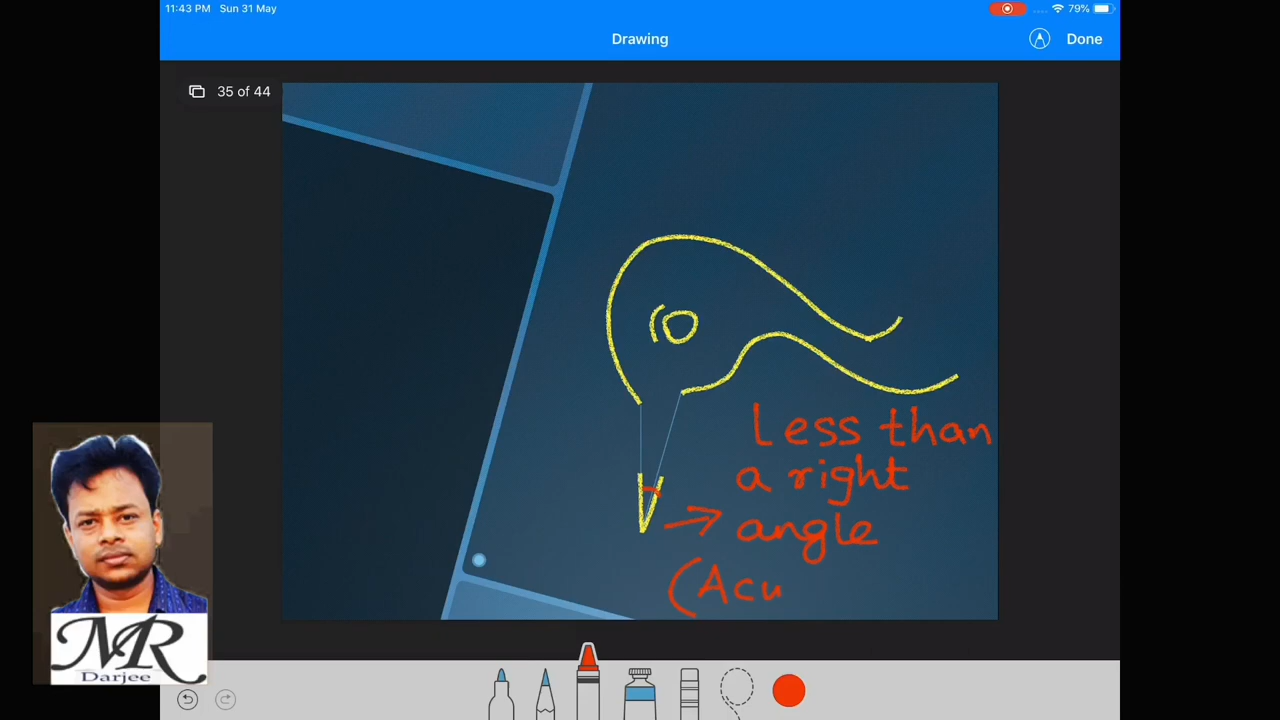 11:43 PM Sun 31 May
79%
Drawing
Done
35 of 44
Less than
a right
angle
(Acu
MR
Darjee